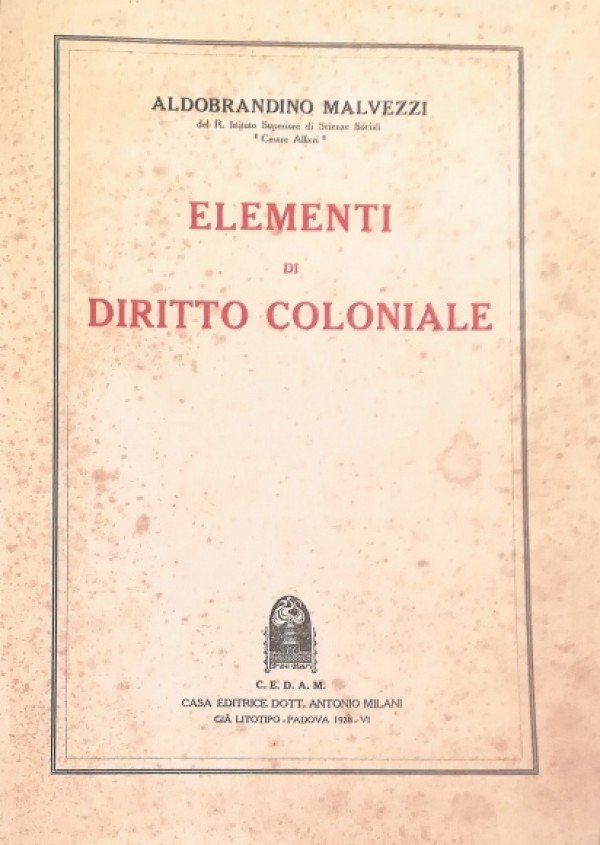 ALDOBRANDINO MALVEZZI
del R. Istituto Superiore di Scienze Sociali
" Cesare Alfieri "
ELEMENTI
DI
DIRITTO COLONIALE
C. E. D. A. M.
CASA EDITRICE DOTT. ANTONIO MILANI
GIÀ LITOTIPO - PADOVA 1928 - VI